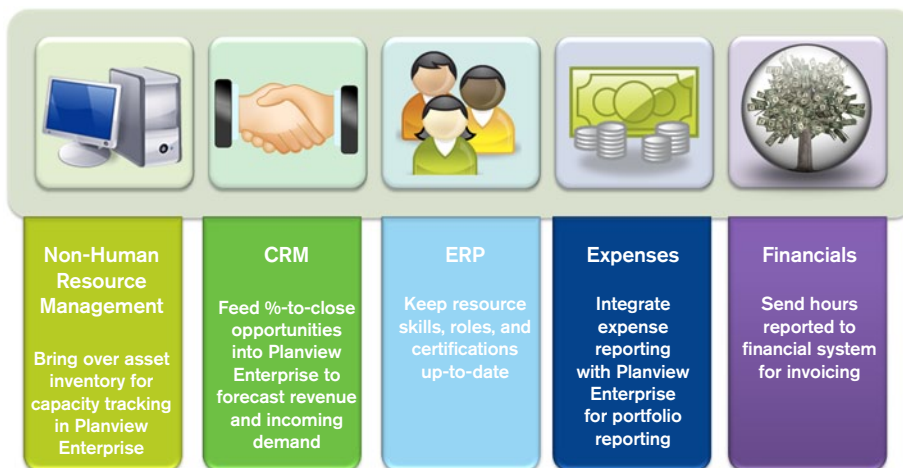 Non-Human
Resource
Management
Bring over asset
inventory for
capacity tracking
in Planview
Enterprise
CRM
Feed %-to-close
opportunities
into Planview
Enterprise to
forecast revenue
and incoming
demand
ERP
Keep resource
skills, roles, and
certifications
up-to-date
Expenses
Integrate
expense
reporting
with Planview
Enterprise
for portfolio
reporting
Financials
Send hours
reported to
financial system
for invoicing